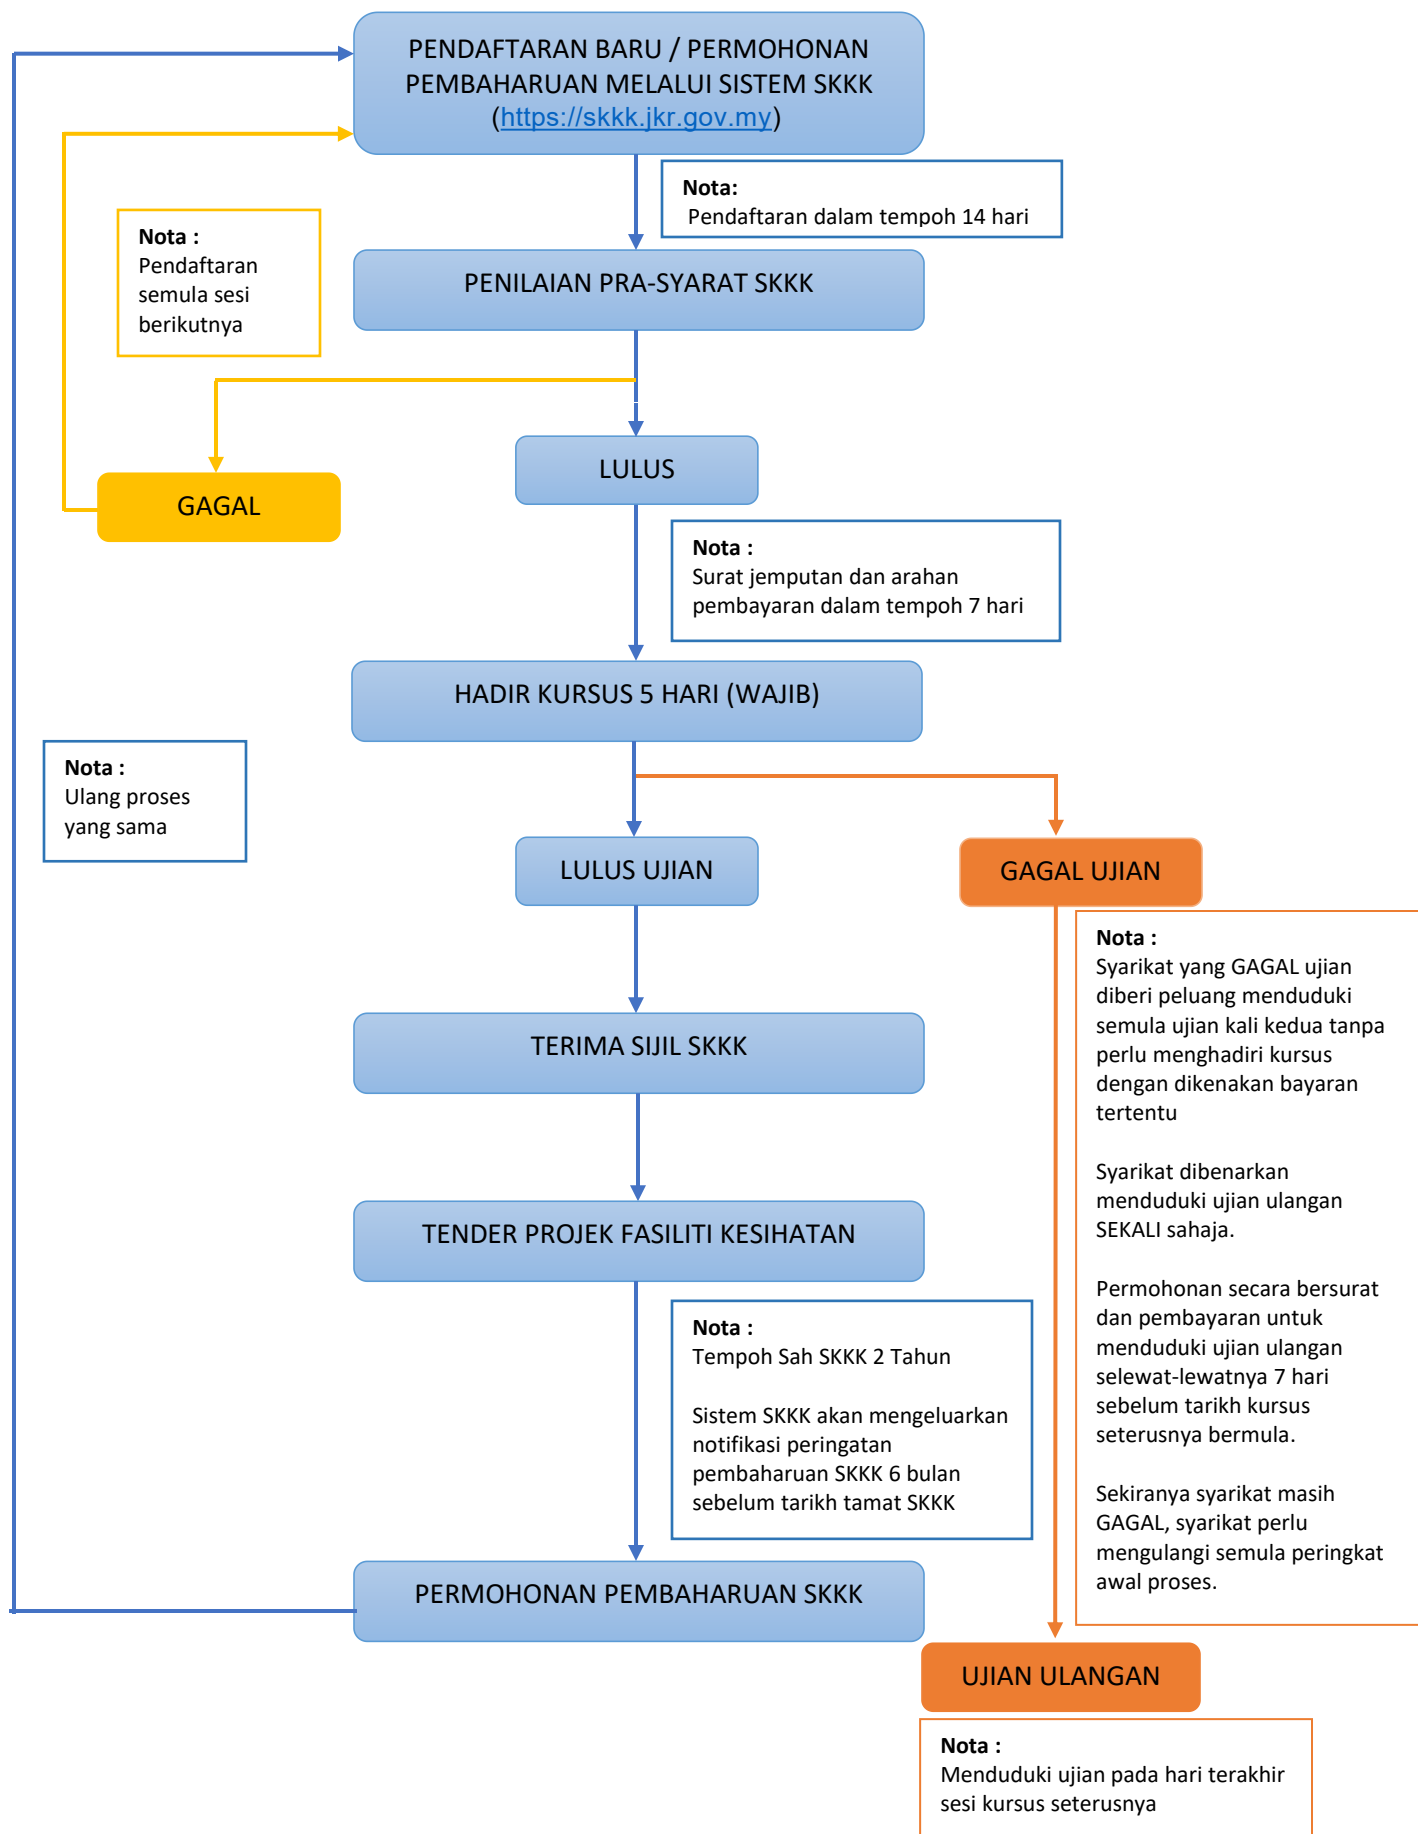 PENDAFTARAN BARU / PERMOHONAN
PEMBAHARUAN MELALUI SISTEM SKKK
(https://skkk.jkr.gov.my)
Nota:
Pendaftaran dalam tempoh 14 hari
Nota :
Pendaftaran
semula sesi
berikutnya
PENILAIAN PRA-SYARAT SKKK
LULUS
GAGAL
Nota :
Surat jemputan dan arahan
pembayaran dalam tempoh 7 hari
HADIR KURSUS 5 HARI (WAJIB)
Nota :
Ulang proses
yang sama
LULUS UJIAN
GAGAL UJIAN
Nota :
Syarikat yang GAGAL ujian
diberi peluang menduduki
semula ujian kali kedua tanpa
perlu menghadiri kursus
dengan dikenakan bayaran
tertentu
Syarikat dibenarkan
menduduki ujian ulangan
SEKALI sahaja.
Permohonan secara bersurat
dan pembayaran untuk
menduduki ujian ulangan
selewat-lewatnya 7 hari
sebelum tarikh kursus
seterusnya bermula.
Sekiranya syarikat masih
GAGAL, syarikat perlu
mengulangi semula peringkat
awal proses.
TERIMA SIJIL SKKK
TENDER PROJEK FASILITI KESIHATAN
Nota :
Tempoh Sah SKKK 2 Tahun
Sistem SKKK akan mengeluarkan
notifikasi peringatan
pembaharuan SKKK 6 bulan
sebelum tarikh tamat SKKK
PERMOHONAN PEMBAHARUAN SKKK
UJIAN ULANGAN
Nota :
Menduduki ujian pada hari terakhir
sesi kursus seterusnya